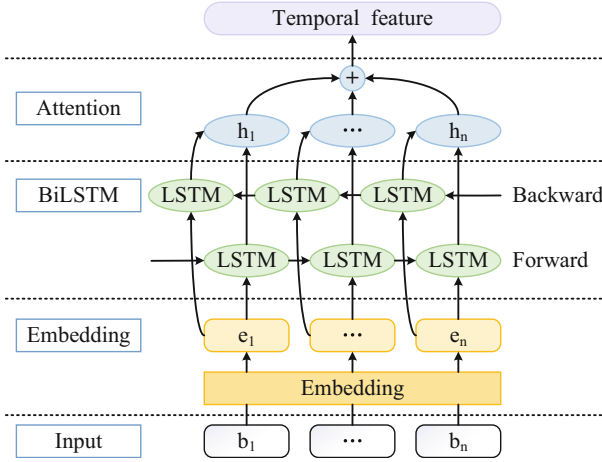 Temporal feature
+
Attention
h1 ... hn
BiLSTM LSTM LSTM LSTM Backward
LSTM LSTM LSTM Forward
Embedding e1 ... en
Embedding
Input b1 ... bn